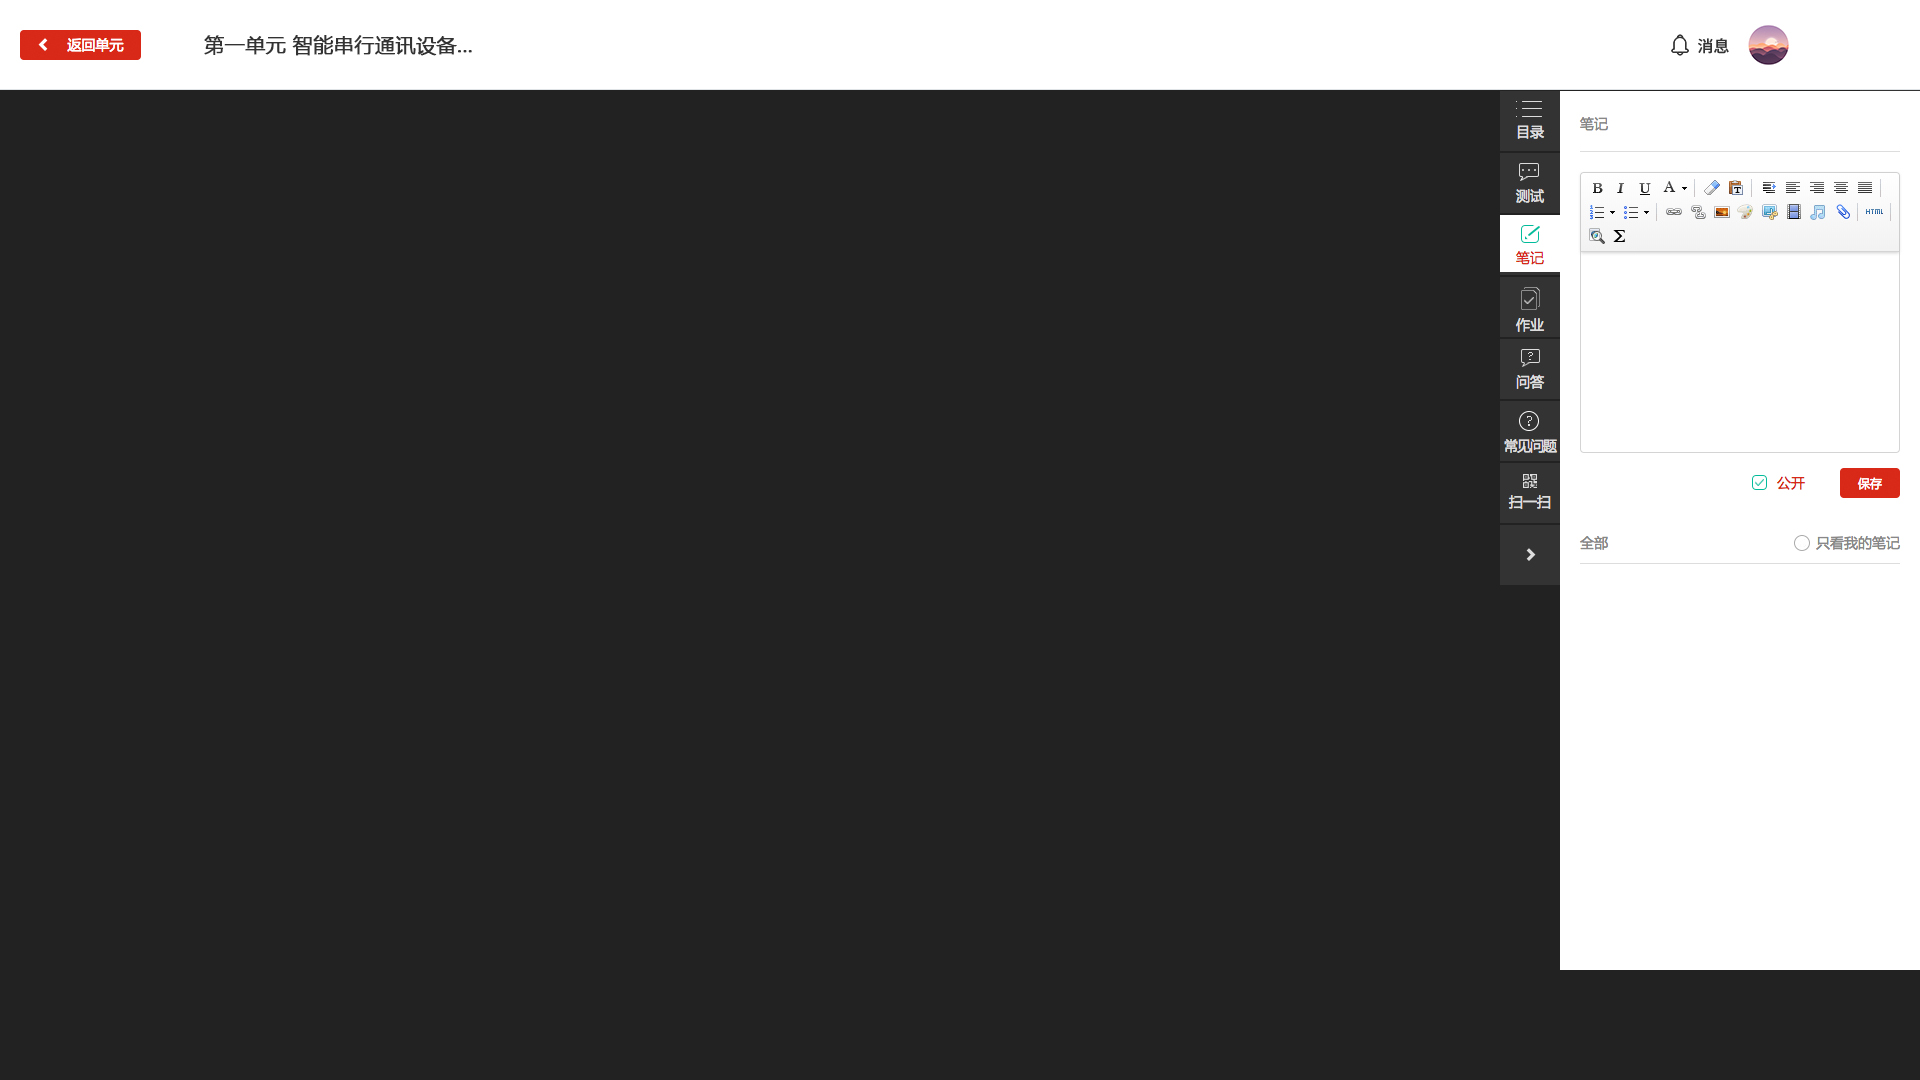 返回单元
第一单元 智能串行通讯设备...
消息
目录
测试
笔记
作业
问答
常见问题
扫一扫
笔记
B I U A
HTML
Σ
公开
保存
全部
只看我的笔记